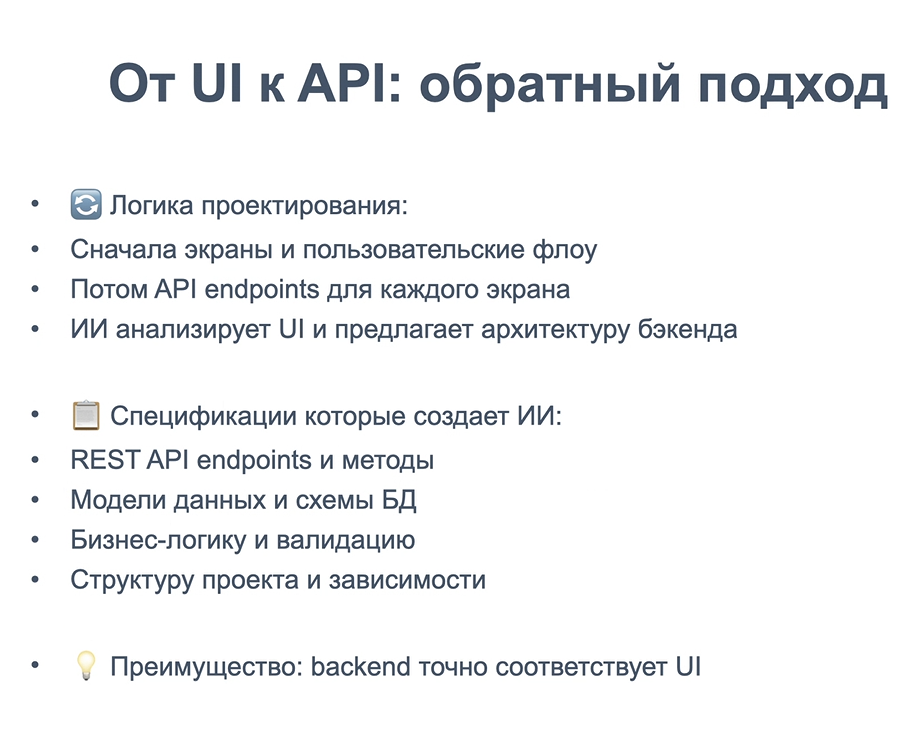 От UI к API: обратный подход
• 🔄 Логика проектирования:
• Сначала экраны и пользовательские флоу
• Потом API endpoints для каждого экрана
• ИИ анализирует UI и предлагает архитектуру бэкенда
• 📋 Спецификации которые создает ИИ:
• REST API endpoints и методы
• Модели данных и схемы БД
• Бизнес-логику и валидацию
• Структуру проекта и зависимости
• 💡 Преимущество: backend точно соответствует UI